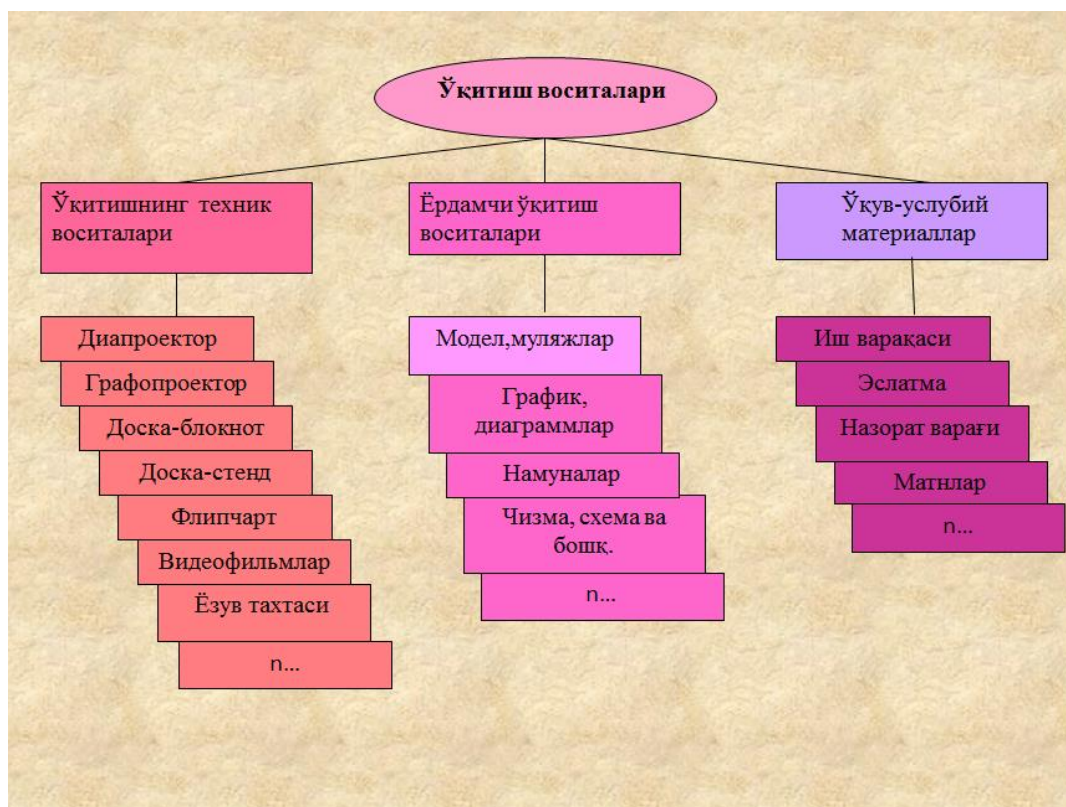 Ўқитиш воситалари
Ўқитишнинг техник
воситалари
Диапроектор
Графопроектор
Доска-блокнот
Доска-стенд
Флипчарт
Видеофильмлар
Ёзув тахтаси
n...
Ёрдамчи ўқитиш
воситалари
Модел,муляжлар
График,
диаграммлар
Намуналар
Чизма, схема ва
бошқ.
n...
Ўқув-услубий
материаллар
Иш варақаси
Эслатма
Назорат варағи
Матнлар
n...